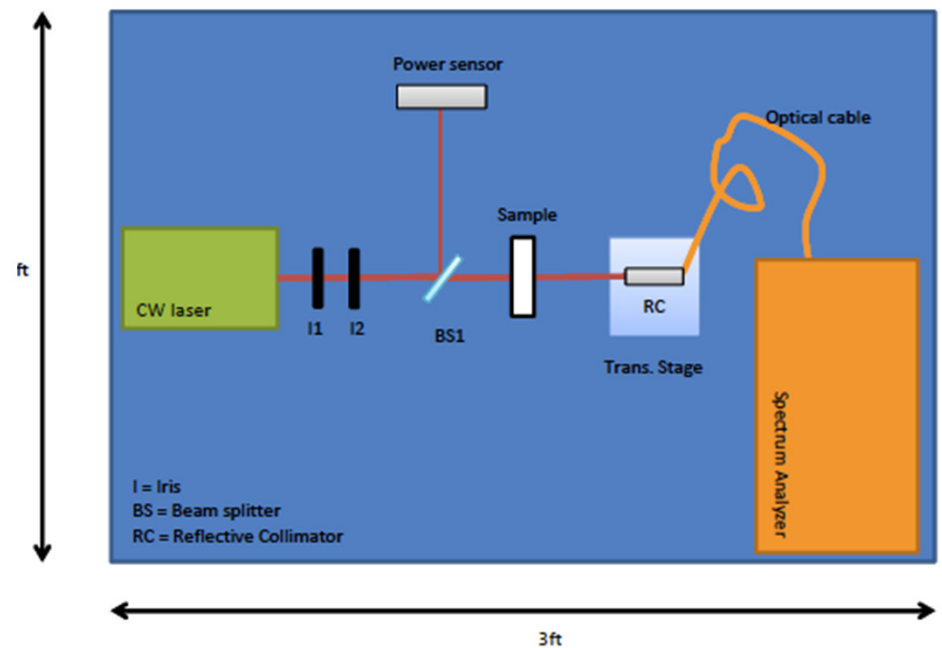 Power sensor
Optical cable
Sample
ft
CW laser
I1
I2
BS1
RC
Trans. Stage
Spectrum Analyzer
I = Iris
BS = Beam splitter
RC = Reflective Collimator
3ft